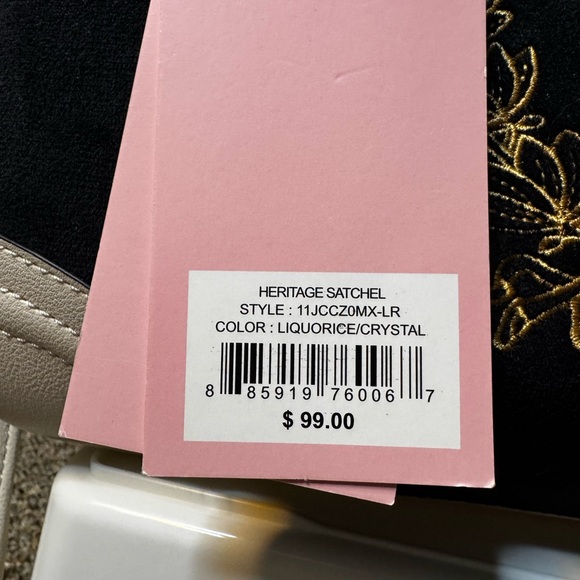 HERITAGE SATCHEL
STYLE : 11JCCZ0MX-LR
COLOR : LIQUORICE/CRYSTAL
8 85919 76006 7
$ 99.00